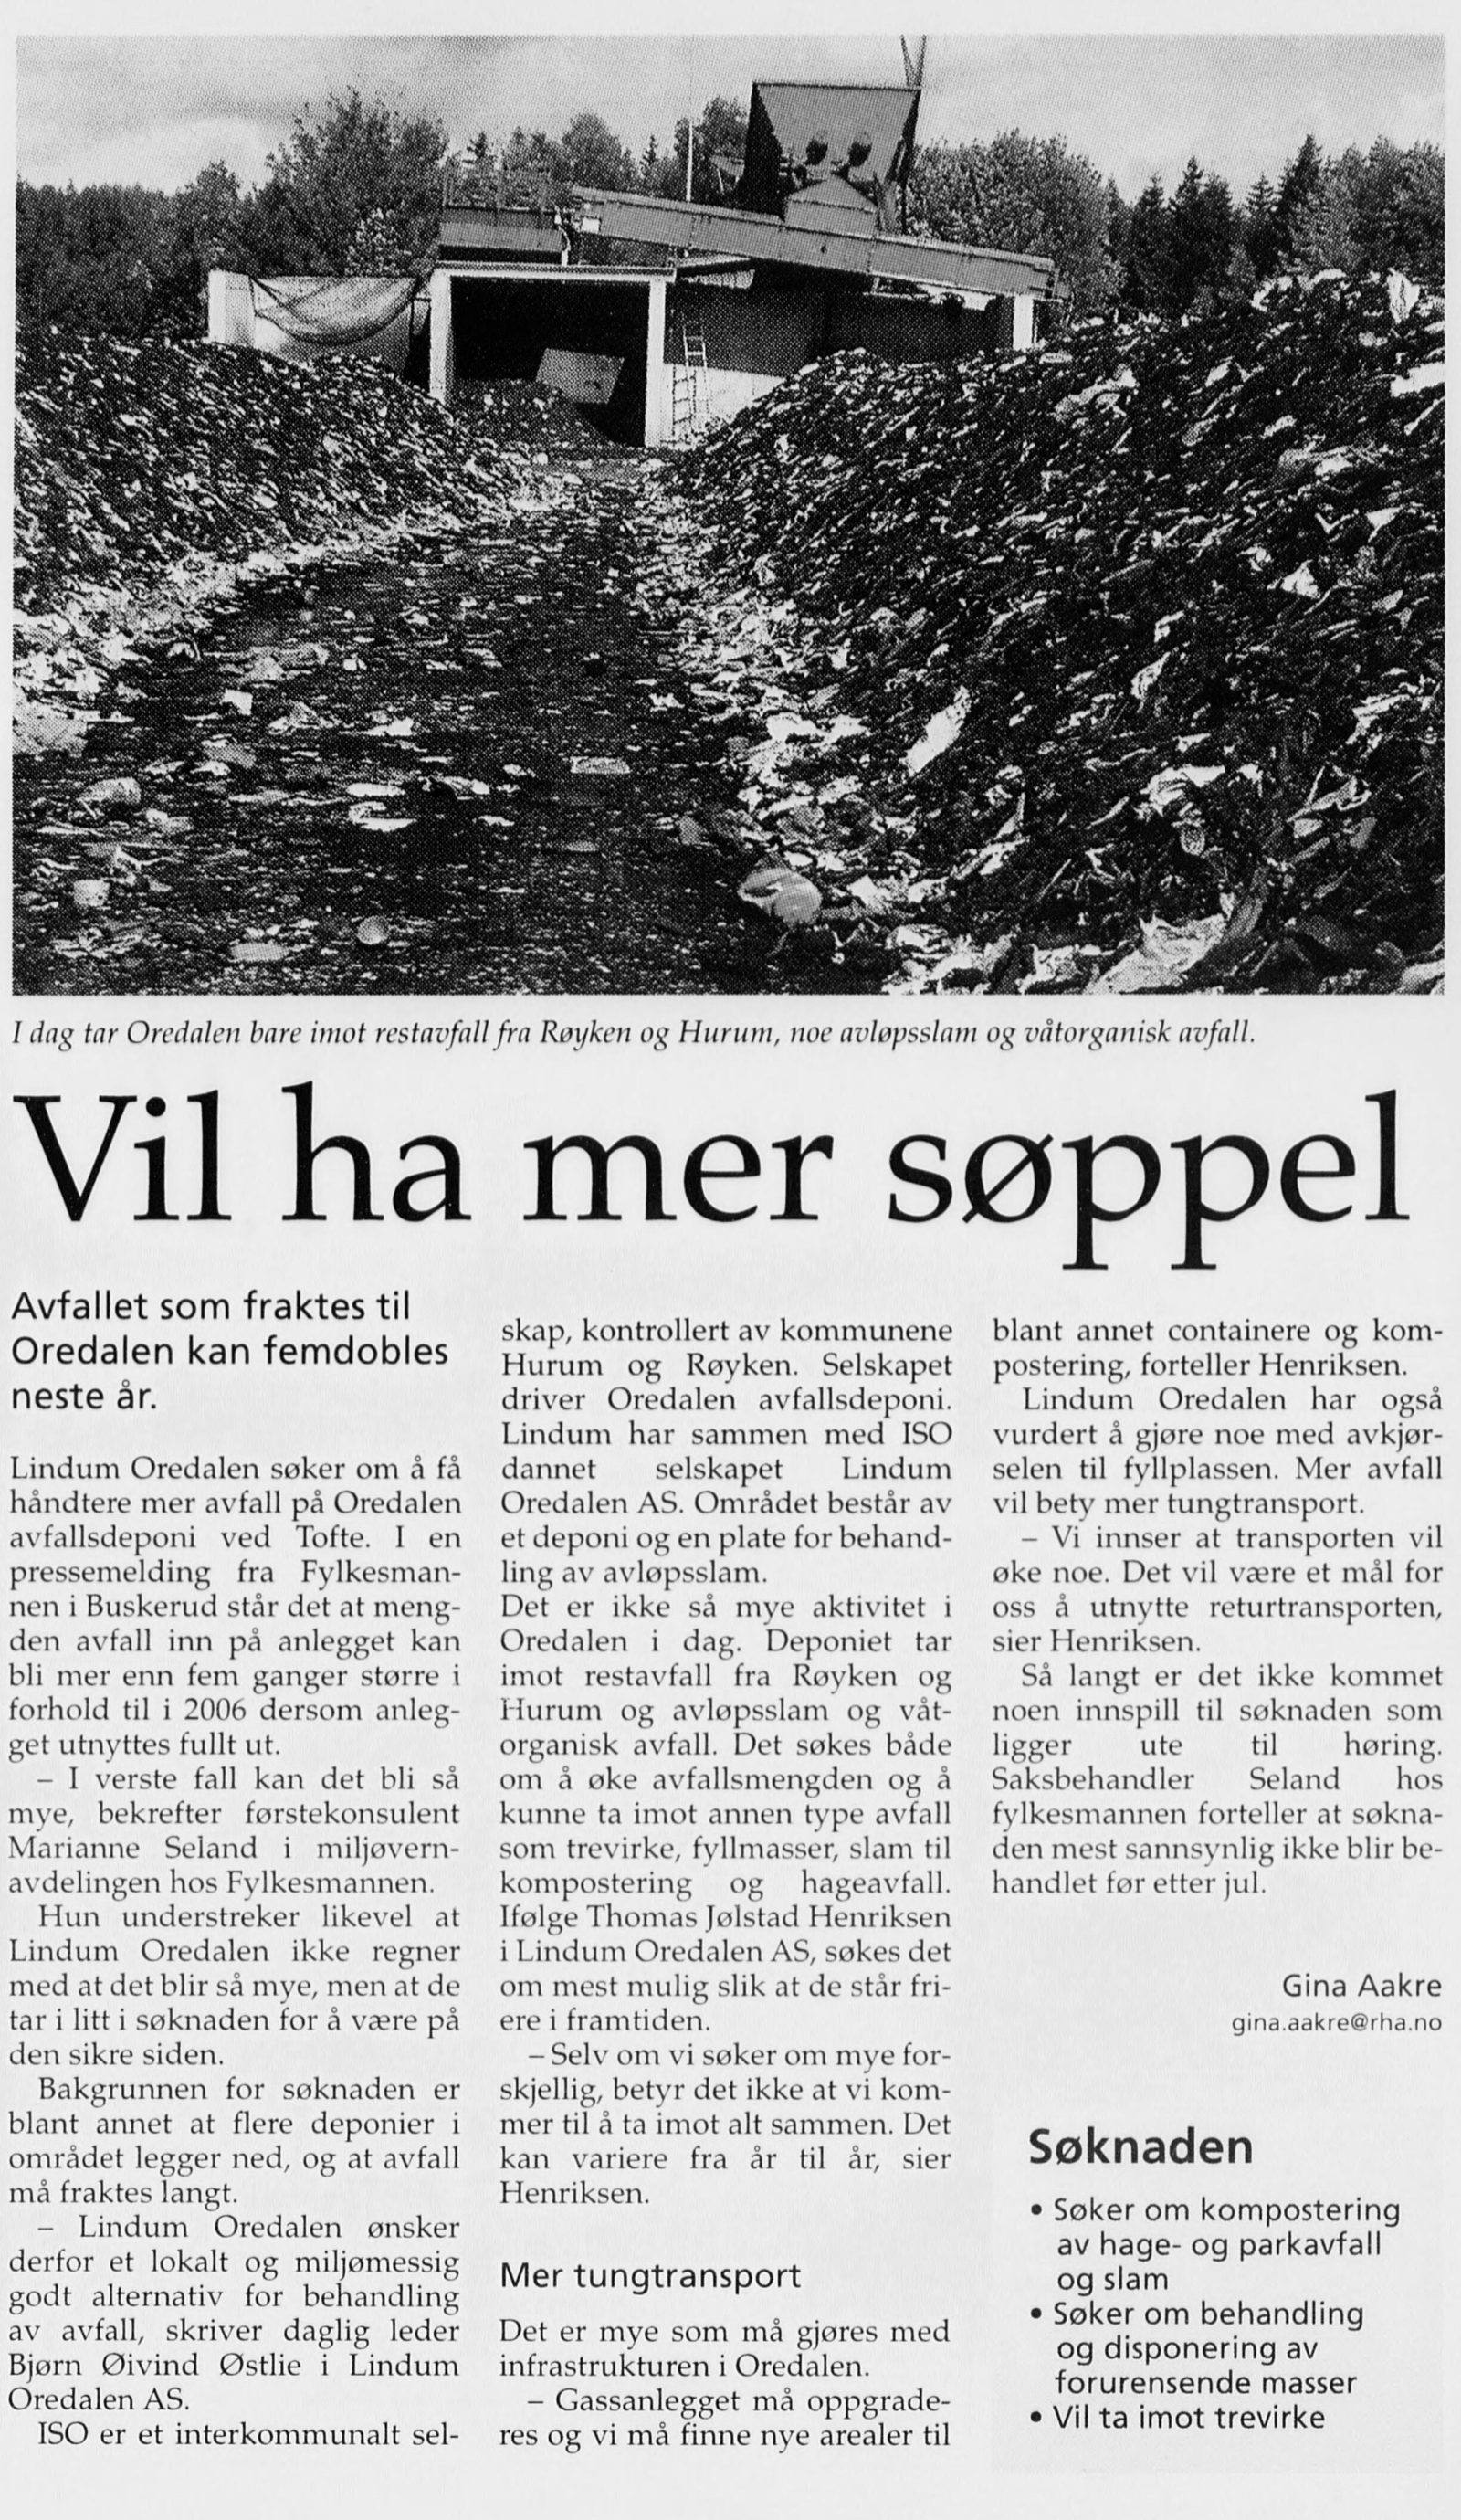 I dag tar Oredalen bare imot restavfall fra Røyken og Hurum, noe avløpsslam og våtorganisk avfall.
Vil ha mer søppel
Avfallet som fraktes til
Oredalen kan femdobles
neste år.
Lindum Oredalen søker om å få
håndtere mer avfall på Oredalen
avfallsdeponi ved Tofte. I en
pressemelding fra Fylkesman-
nen i Buskerud står det at meng-
den avfall inn på anlegget kan
bli mer enn fem ganger større i
forhold til i 2006 dersom anleg-
get utnyttes fullt ut.
– I verste fall kan det bli så
mye, bekrefter førstekonsulent
Marianne Seland i miljøvern-
avdelingen hos Fylkesmannen.
Hun understreker likevel at
Lindum Oredalen ikke regner
med at det blir så mye, men at de
tar i litt i søknaden for å være på
den sikre siden.
Bakgrunnen for søknaden er
blant annet at flere deponier i
området legger ned, og at avfall
må fraktes langt.
– Lindum Oredalen ønsker
derfor et lokalt og miljømessig
godt alternativ for behandling
av avfall, skriver daglig leder
Bjørn Øivind Østlie i Lindum
Oredalen AS.
ISO er et interkommunalt sel-
skap, kontrollert av kommunene
Hurum og Røyken. Selskapet
driver Oredalen avfallsdeponi.
Lindum har sammen med ISO
dannet selskapet Lindum
Oredalen AS. Området består av
et deponi og en plate for behand-
ling av avløpsslam.
Det er ikke så mye aktivitet i
Oredalen i dag. Deponiet tar
imot restavfall fra Røyken og
Hurum og avløpsslam og våt-
organisk avfall. Det søkes både
om å øke avfallsmengden og å
kunne ta imot annen type avfall
som trevirke, fyllmasser, slam til
kompostering og hageavfall.
Ifølge Thomas Jølstad Henriksen
i Lindum Oredalen AS, søkes det
om mest mulig slik at de står fri-
ere i framtiden.
– Selv om vi søker om mye for-
skjellig, betyr det ikke at vi kom-
mer til å ta imot alt sammen. Det
kan variere fra år til år, sier
Henriksen.
Mer tungtransport
Det er mye som må gjøres med
infrastrukturen i Oredalen.
– Gassanlegget må oppgrade-
res og vi må finne nye arealer til
blant annet containere og kom-
postering, forteller Henriksen.
Lindum Oredalen har også
vurdert å gjøre noe med avkjør-
selen til fyllplassen. Mer avfall
vil bety mer tungtransport.
– Vi innser at transporten vil
øke noe. Det vil være et mål for
oss å utnytte returtransporten,
sier Henriksen.
Så langt er det ikke kommet
noen innspill til søknaden som
ligger ute til høring.
Saksbehandler Seland hos
fylkesmannen forteller at søkna-
den mest sannsynlig ikke blir be-
handlet før etter jul.
Gina Aakre
gina.aakre@rha.no
Søknaden
• Søker om kompostering
av hage- og parkavfall
og slam
• Søker om behandling
og disponering av
forurensende masser
• Vil ta imot trevirke